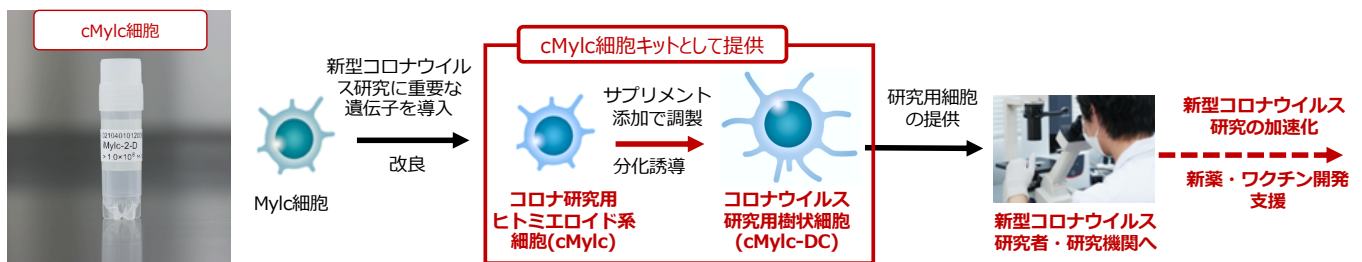 cMylc細胞
Mylc-2-D
Mylc細胞
新型コロナウイル
ス研究に重要な
遺伝子を導入
改良
cMylc細胞キットとして提供
コロナ研究用
ヒトミエロイド系
細胞(cMylc)
サプリメント
添加で調製
分化誘導
コロナウイルス
研究用樹状細胞
(cMylc-DC)
研究用細胞
の提供
新型コロナウイルス
研究者・研究機関へ
新型コロナウイルス
研究の加速化
新薬・ワクチン開発
支援